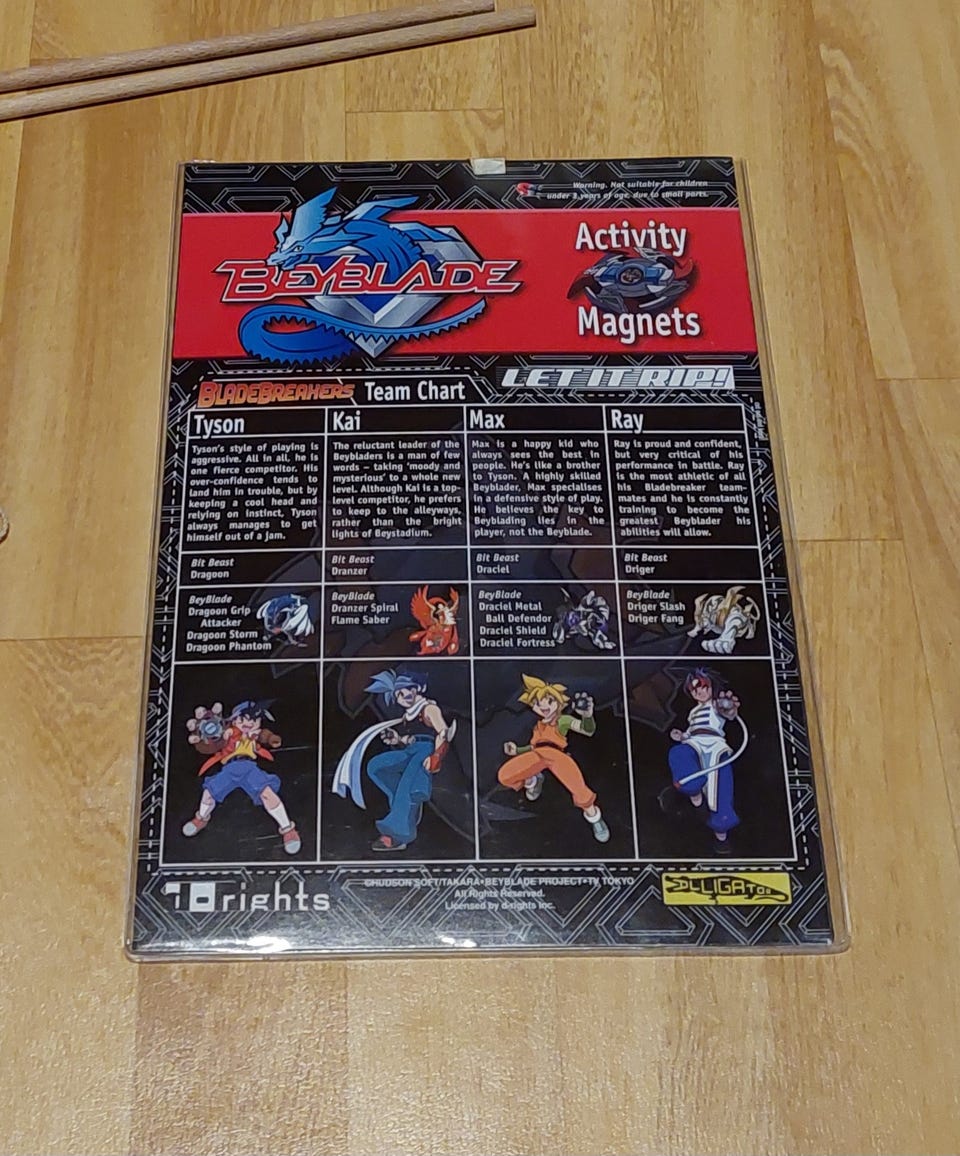 Warning. Not suitable for children
under 3 years of age, due to small parts.
BEYBLADE
Activity
Magnets
LET IT RIP!
BLADEBREAKERS Team Chart
Tyson
Tyson's style of playing is
aggressive. All in all, he is
one fierce competitor. His
over-confidence tends to
land him in trouble, but by
keeping a cool head and
relying on instinct, Tyson
always manages to get
himself out of a jam.
Bit Beast
Dragoon
BeyBlade
Dragoon Grip
Attacker
Dragoon Storm
Dragoon Phantom
Kai
The reluctant leader of the
Beybladers is a man of few
words – taking 'moody and
mysterious' to a whole new
level. Although Kai is a top-
level competitor, he prefers
to keep to the alleyways,
rather than the bright
lights of Beystadium.
Bit Beast
Dranzer
BeyBlade
Dranzer Spiral
Flame Saber
Max
Max is a happy kid who
always sees the best in
people. He's like a brother
to Tyson. A highly skilled
Beyblader, Max specialises
in a defensive style of play.
He believes the key to
Beyblading lies in the
player, not the Beyblade.
Bit Beast
Draciel
BeyBlade
Draciel Metal
Ball Defendor
Draciel Shield
Draciel Fortress
Ray
Ray is proud and confident,
but very critical of his
performance in battle. Ray
is the most athletic of all
his Bladebreaker team-
mates and he is constantly
training to become the
greatest Beyblader his
abilities will allow.
Bit Beast
Driger
BeyBlade
Driger Slash
Driger Fang
rights
©HUDSON SOFT/TAKARA•BEYBLADE PROJECT•TV TOKYO
All Rights Reserved.
Licensed by d-rights Inc.
ALLIGATOR